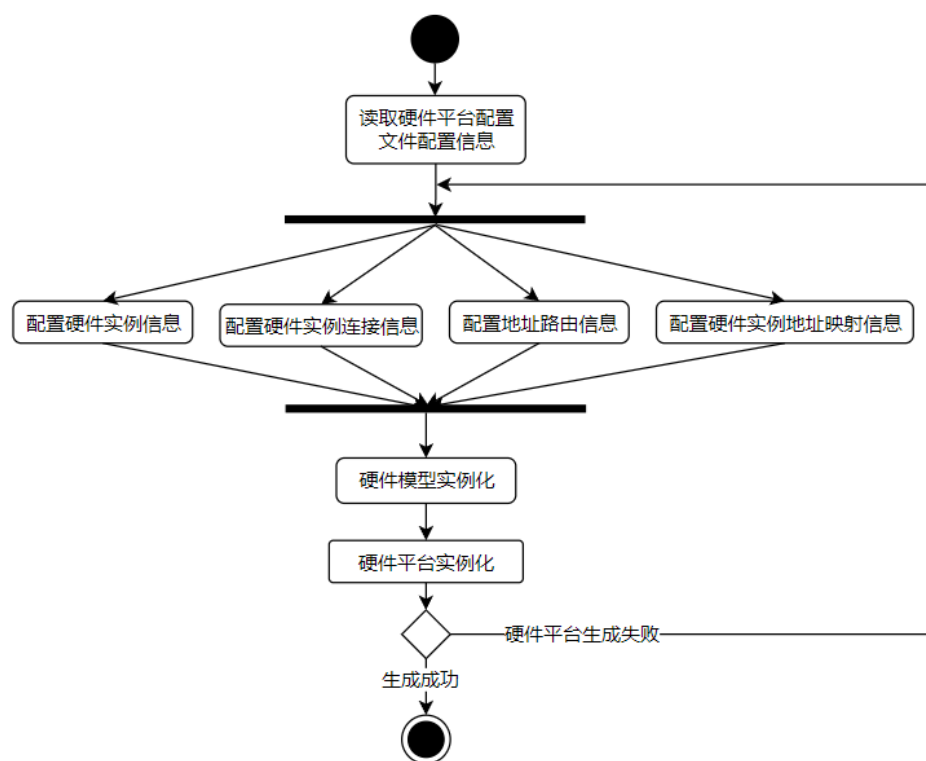 读取硬件平台配置
文件配置信息
配置硬件实例信息
配置硬件实例连接信息
配置地址路由信息
配置硬件实例地址映射信息
硬件模型实例化
硬件平台实例化
硬件平台生成失败
生成成功